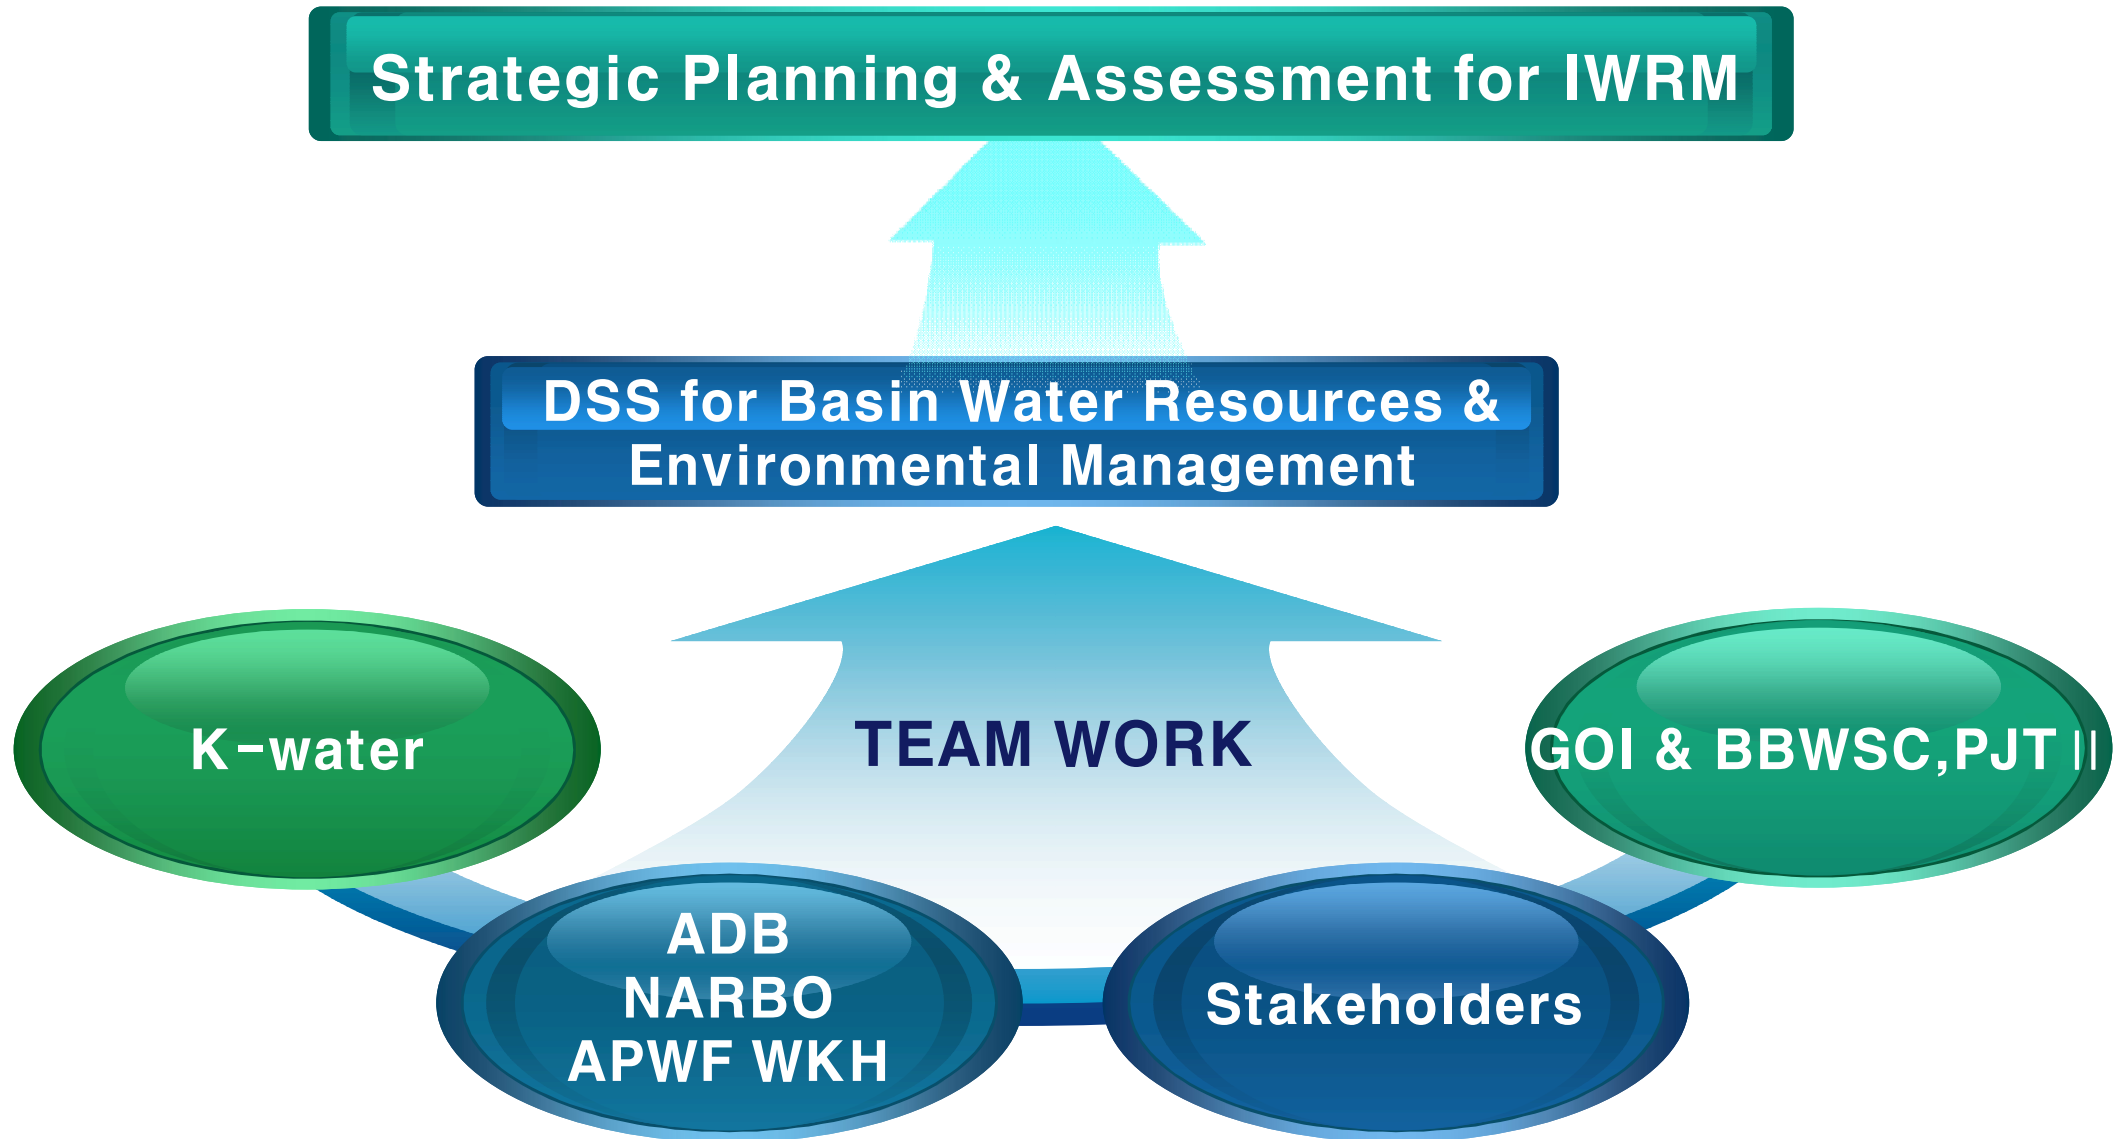 Strategic Planning & Assessment for IWRM
DSS for Basin Water Resources &
Environmental Management
TEAM WORK
K-water
GOI & BBWSC,PJT Ⅱ
ADB
NARBO
APWF WKH
Stakeholders